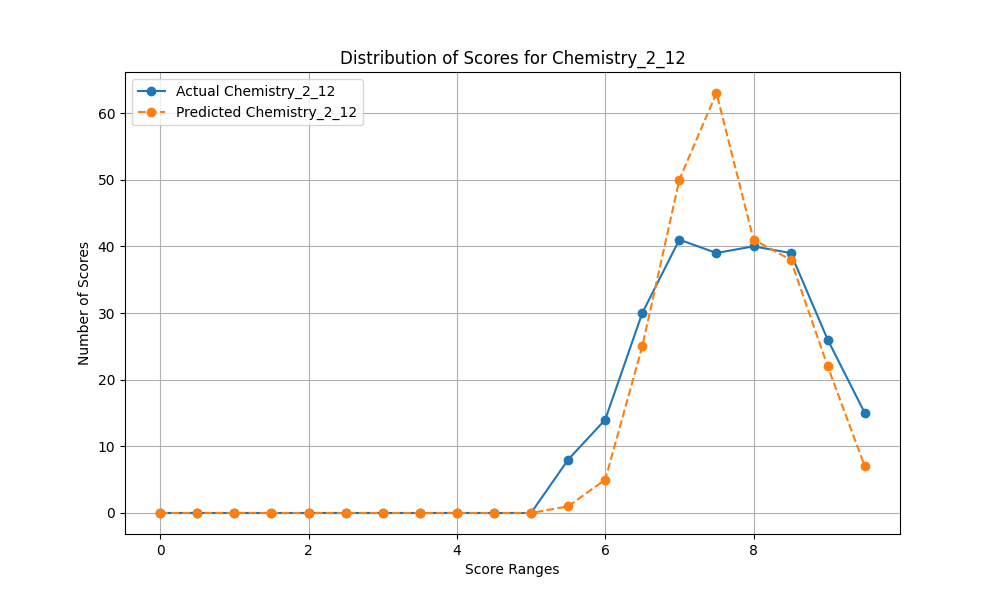 Distribution of Scores for Chemistry_2_12
Actual Chemistry_2_12
Predicted Chemistry_2_12
Number of Scores
60
50
40
30
20
10
0
0 2 4 6 8
Score Ranges